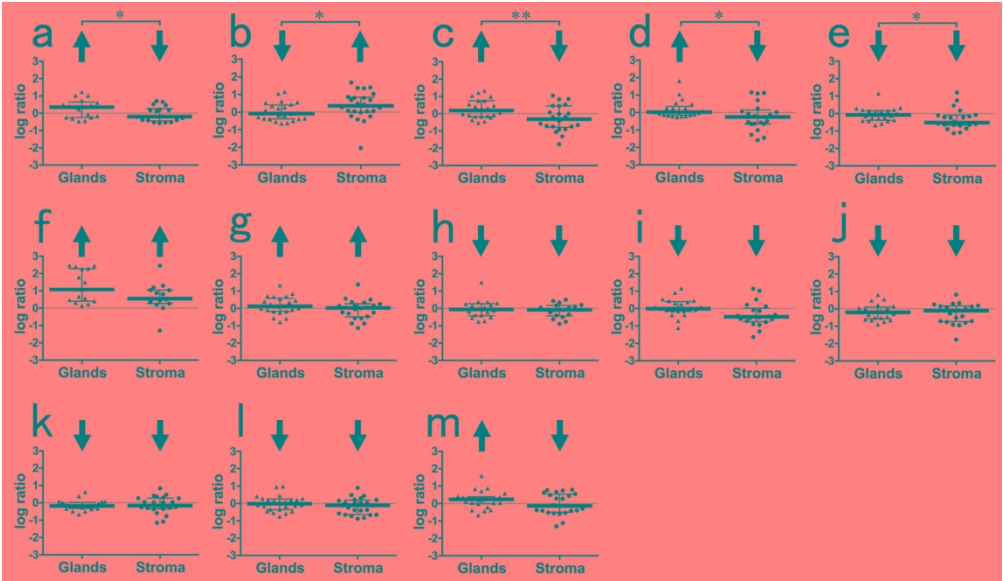 * * ** * *
a b c d e
3 3 3 3 3
2 2 2 2 2
1 1 1 1 1
0 0 0 0 0
-1 -1 -1 -1 -1
-2 -2 -2 -2 -2
-3 -3 -3 -3 -3
log ratio log ratio log ratio log ratio log ratio
Glands Stroma Glands Stroma Glands Stroma Glands Stroma Glands Stroma
f g h i j
3 3 3 3 3
2 2 2 2 2
1 1 1 1 1
0 0 0 0 0
-1 -1 -1 -1 -1
-2 -2 -2 -2 -2
-3 -3 -3 -3 -3
log ratio log ratio log ratio log ratio log ratio
Glands Stroma Glands Stroma Glands Stroma Glands Stroma Glands Stroma
k l m
3 3 3
2 2 2
1 1 1
0 0 0
-1 -1 -1
-2 -2 -2
-3 -3 -3
log ratio log ratio log ratio
Glands Stroma Glands Stroma Glands Stroma